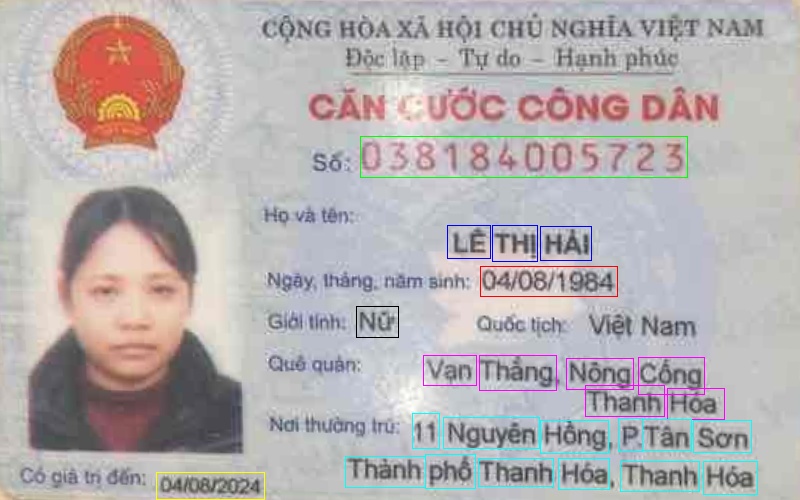 CỘNG HÒA XÃ HỘI CHỦ NGHĨA VIỆT NAM
Độc lập - Tự do - Hạnh phúc
CĂN CƯỚC CÔNG DÂN
Số: 038184005723
Họ và tên:
LÊ THỊ HẢI
Ngày, tháng, năm sinh: 04/08/1984
Giới tính: Nữ Quốc tịch: Việt Nam
Quê quán: Vạn Thắng, Nông Cống
Thanh Hóa
Nơi thường trú: 11 Nguyên Hồng, P.Tân Sơn
Thành phố Thanh Hóa, Thanh Hóa
Có giá trị đến: 04/08/2024